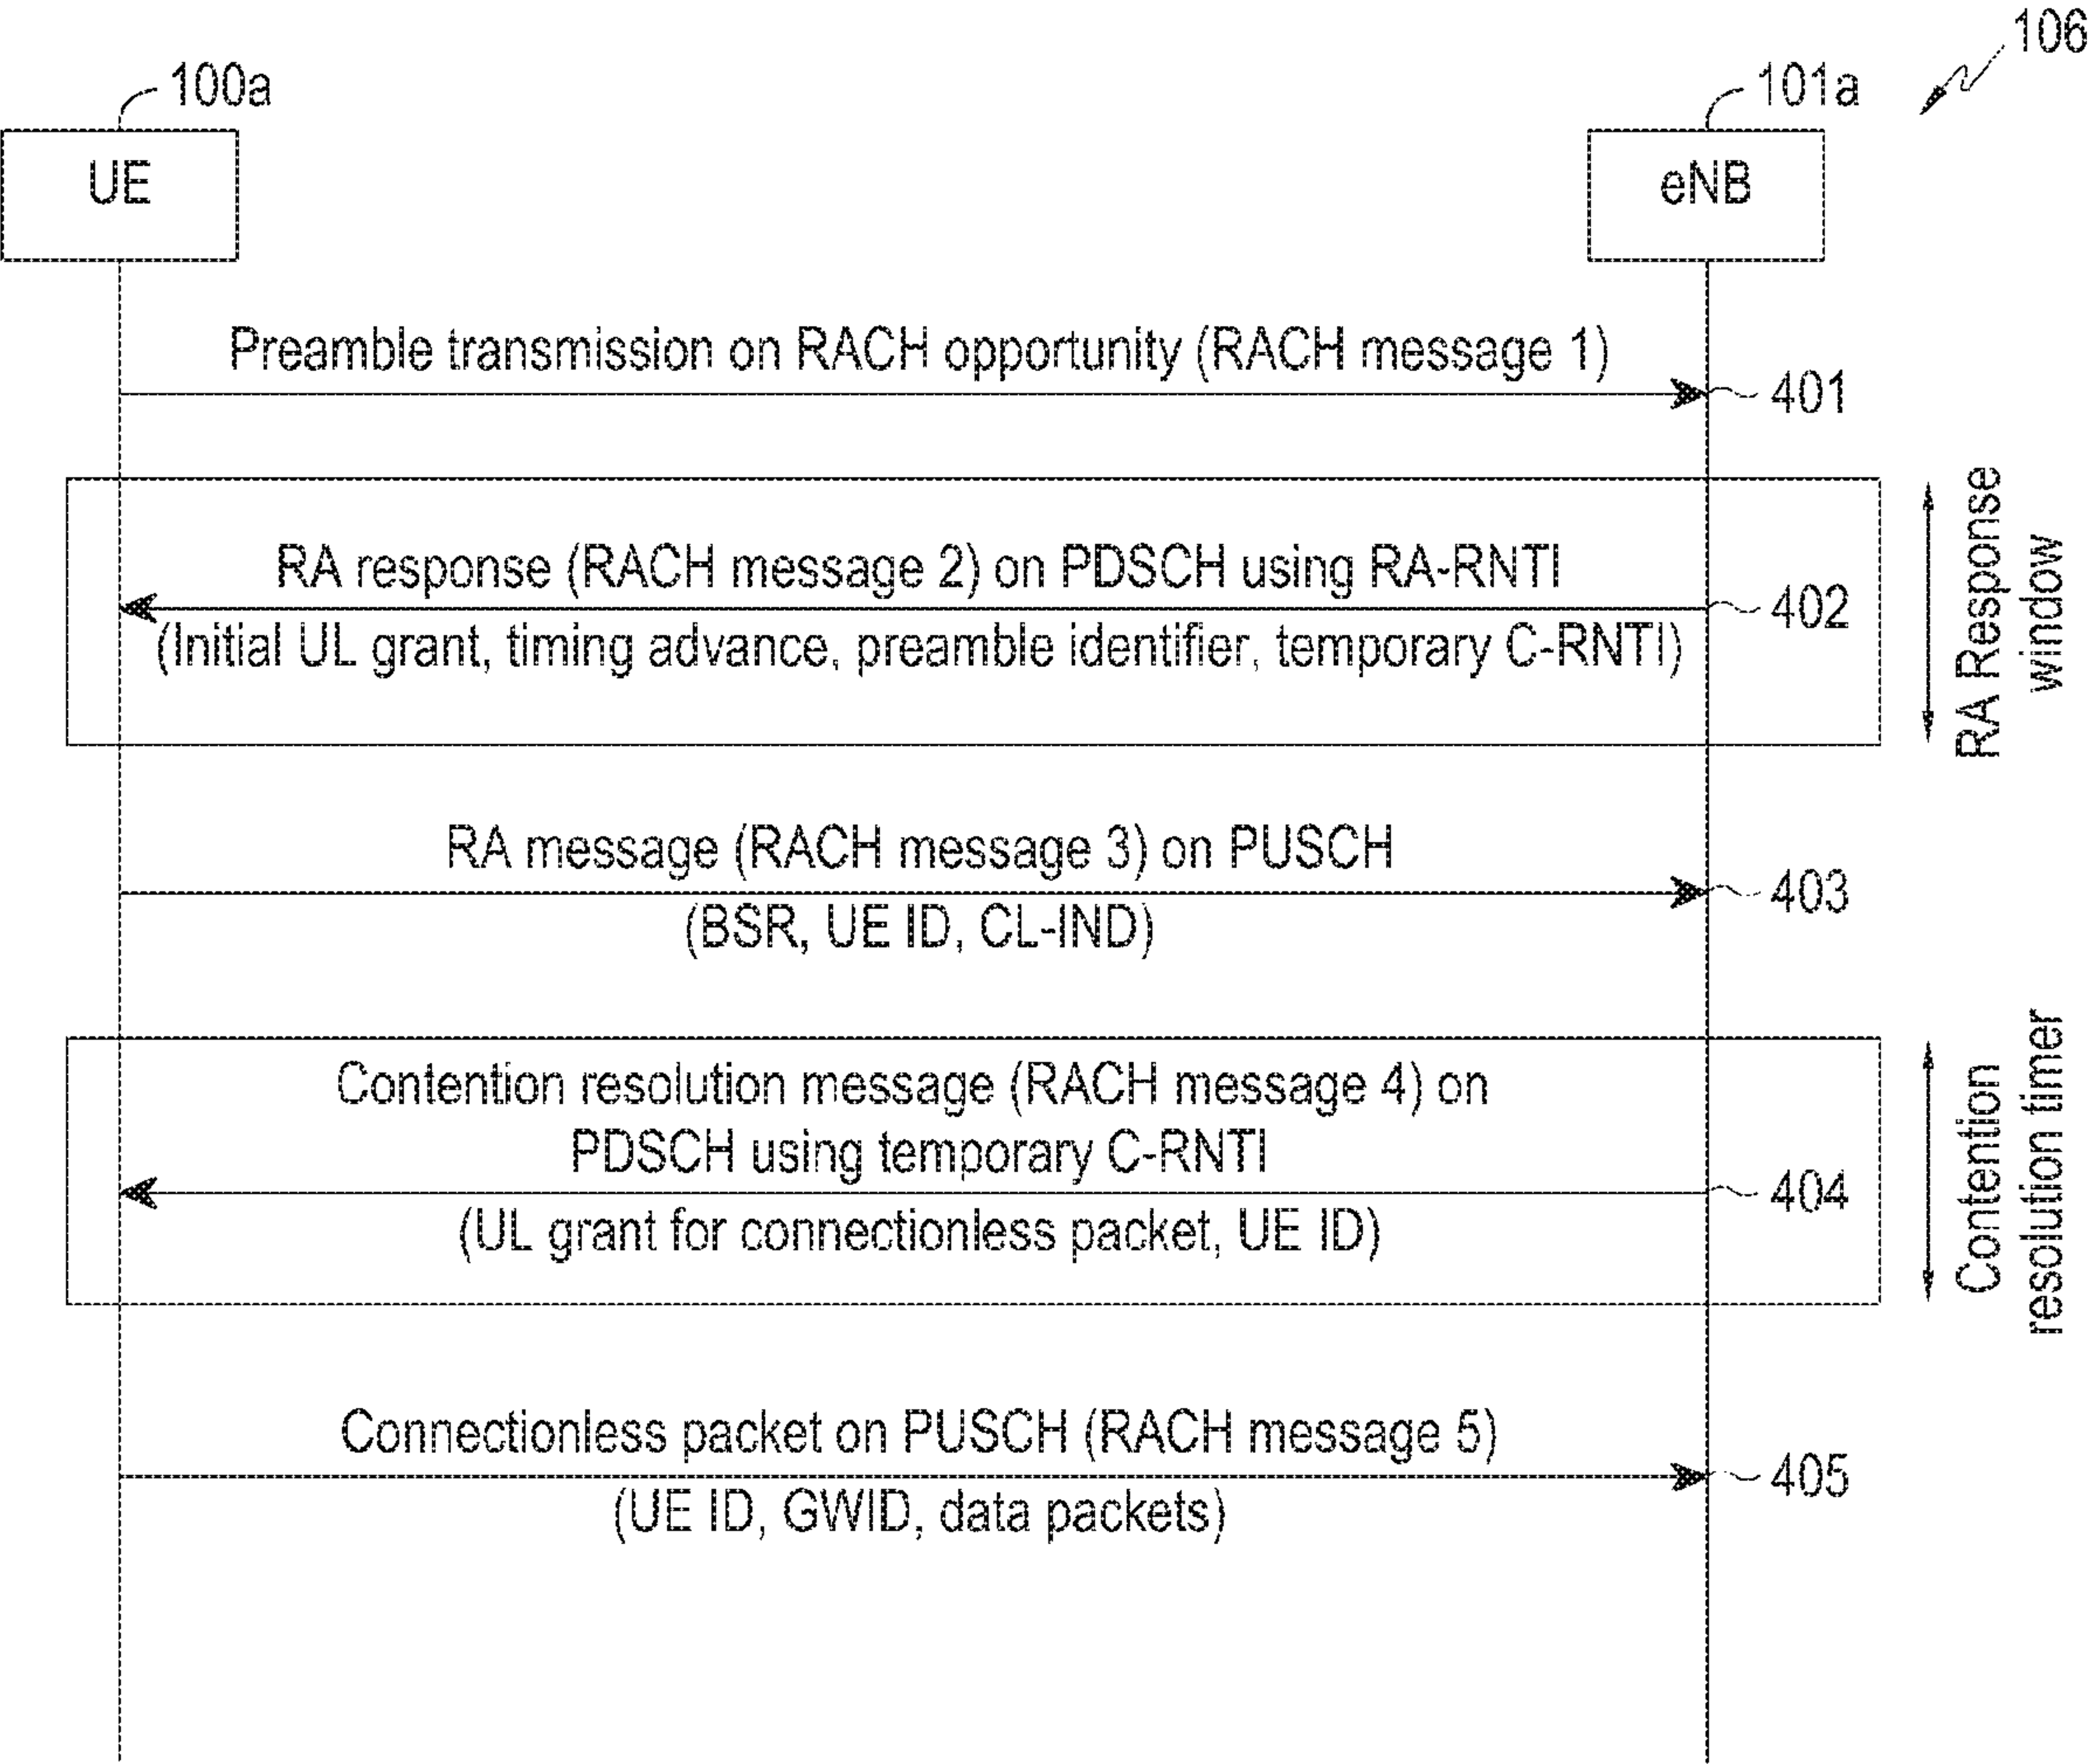 106
100a
101a
UE
eNB
Preamble transmission on RACH opportunity (RACH message 1)
401
RA response (RACH message 2) on PDSCH using RA-RNTI
402
(Initial UL grant, timing advance, preamble identifier, temporary C-RNTI)
RA Response
window
RA message (RACH message 3) on PUSCH
403
(BSR, UE ID, CL-IND)
Contention resolution message (RACH message 4) on
PDSCH using temporary C-RNTI
404
(UL grant for connectionless packet, UE ID)
Contention
resolution timer
Connectionless packet on PUSCH (RACH message 5)
405
(UE ID, GWID, data packets)